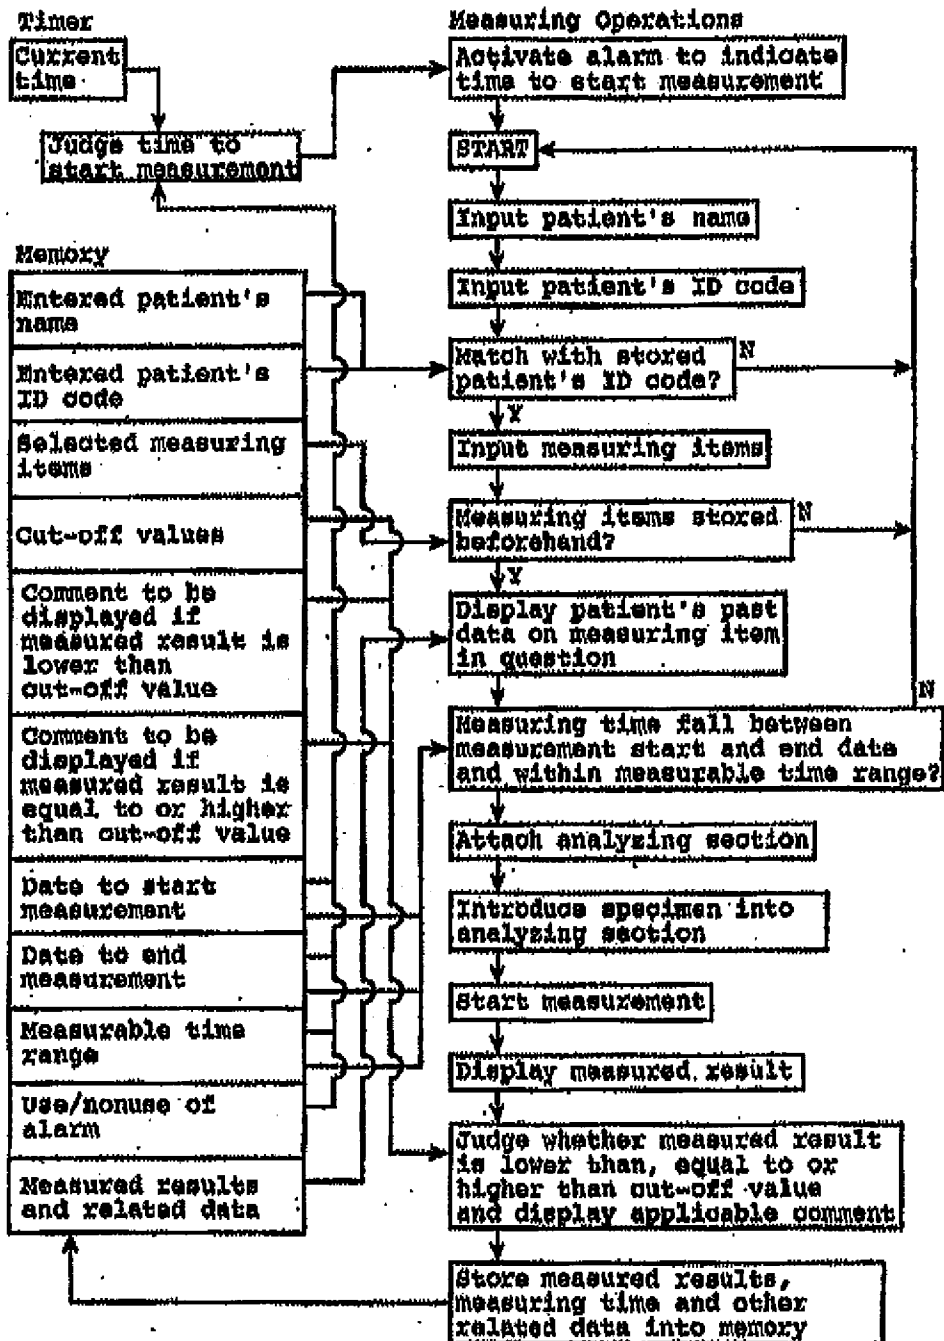 Timer
Current
time
Judge time to
start measurement
Memory
Entered patient's
name
Entered patient's
ID code
Selected measuring
items
Cut-off values
Comment to be
displayed if
measured result is
lower than
cut-off value
Comment to be
displayed if
measured result is
equal to or higher
than cut-off value
Date to start
measurement
Date to end
measurement
Measurable time
range
Use/nonuse of
alarm
Measured results
and related data
Measuring Operations
Activate alarm to indicate
time to start measurement
START
Input patient's name
Input patient's ID code
Match with stored
patient's ID code?
N
Y
Input measuring items
Measuring items stored
beforehand?
N
Y
Display patient's past
data on measuring item
in question
N
Measuring time fall between
measurement start and end date
and within measurable time range?
Attach analyzing section
Introduce specimen into
analyzing section
Start measurement
Display measured result
Judge whether measured result
is lower than, equal to or
higher than cut-off value
and display applicable comment
Store measured results,
measuring time and other
related data into memory